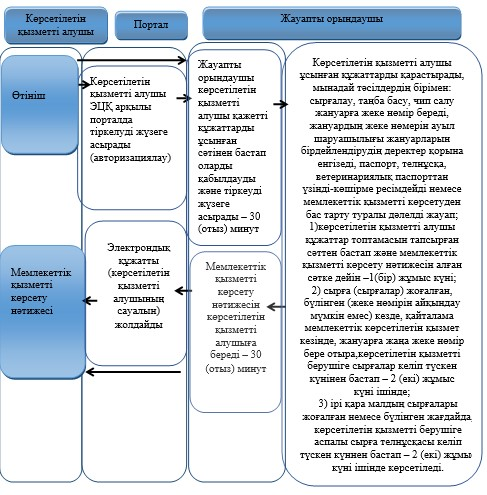 Көрсетілетін
қызметті алушы
Портал
Жауапты орындаушы
Өтініш
Көрсетілетін
қызметті алушы
ЭЦҚ арқылы
порталда
тіркелуді жүзеге
асырады
(авторизациялау)
Жауапты
орындаушы
көрсетілетін
қызметті
алушы қажетті
құжаттарды
ұсынған
сәтінен бастап
оларды
қабылдауды
және тіркеуді
жүзеге
асырады – 30
(отыз) минут
Көрсетілетін қызметті алушы
ұсынған құжаттарды қарастырады,
мынадай тәсілдердің бірімен:
сырғалау, таңба басу, чип салу
жануарға жеке нөмір береді,
жануардың жеке нөмерін ауыл
шаруашылығы жануарларын
бірдейлендірудің деректер қорына
енгізеді, паспорт, телнұсқа,
ветеринариялық паспорттан
үзінді-көшірме ресімдейді немесе
мемлекеттік қызметті көрсетуден
бас тарту туралы дәлелді жауап;
1)көрсетілетін қызметті алушы
құжаттар топтамасын тапсырған
сәттен бастап және мемлекеттік
қызметті көрсету нәтижесін алған
сәтке дейін –1(бір) жұмыс күні;
2) сырға (сырғалар) жоғалған,
бүлінген (жеке нөмірін айқындау
мүмкін емес) кезде, қайталама
мемлекеттік көрсетілетін қызмет
кезінде, жануарға жаңа жеке нөмір
бере отыра,көрсетілетін қызметті
берушіге сырғалар келіп түскен
күнінен бастап – 2 (екі) жұмыс
күні ішінде;
3) ірі қара малдың сырғалары
жоғалған немесе бүлінген жағдайда,
көрсетілетін қызметті берушіге
аспалы сырға телнұсқасы келіп
түскен күннен бастап – 2 (екі) жұмы
күні ішінде көрсетіледі.
Мемлекеттік
қызметті
көрсету
нәтижесі
Электрондық
құжатты
(көрсетілетін
қызметті
алушының
сауалын)
жолдайды
Мемлекеттік
қызметті
көрсету
нәтижесін
көрсетілетін
қызметті
алушыға
береді – 30
(отыз) минут